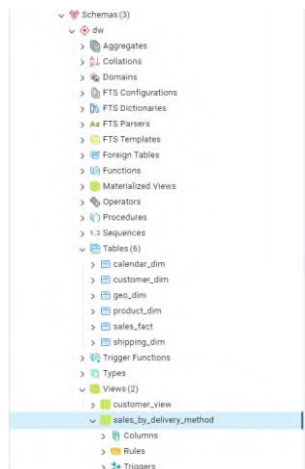 Schemas (3)
dw
Aggregates
Collations
Domains
FTS Configurations
FTS Dictionaries
Aa FTS Parsers
FTS Templates
Foreign Tables
Functions
Materialized Views
Operators
Procedures
1..3 Sequences
Tables (6)
calendar_dim
customer_dim
geo_dim
product_dim
sales_fact
shipping_dim
Trigger Functions
Types
Views (2)
customer_view
sales_by_delivery_method
Columns
Rules
Triggers